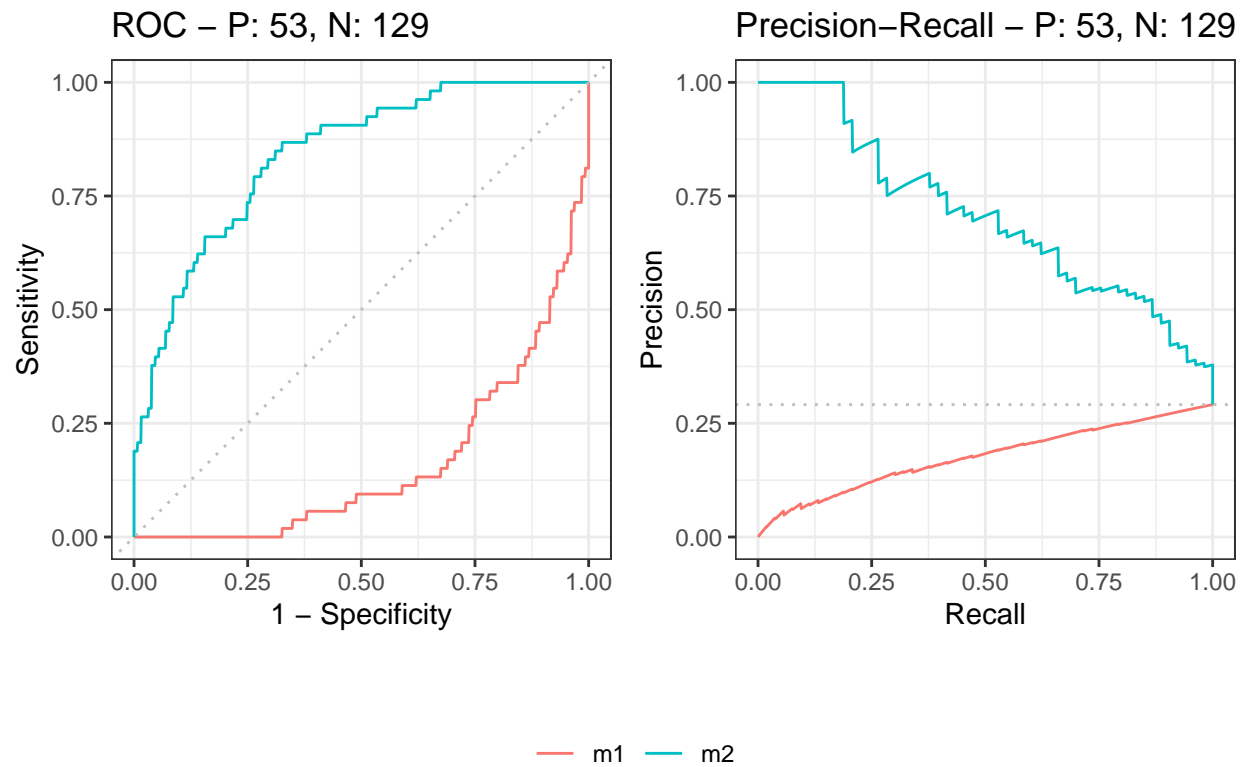 ROC – P: 53, N: 129
Precision–Recall – P: 53, N: 129
1.00
0.75
0.50
0.25
0.00
Sensitivity
0.00 0.25 0.50 0.75 1.00
1 – Specificity
1.00
0.75
0.50
0.25
0.00
Precision
0.00 0.25 0.50 0.75 1.00
Recall
m1 m2